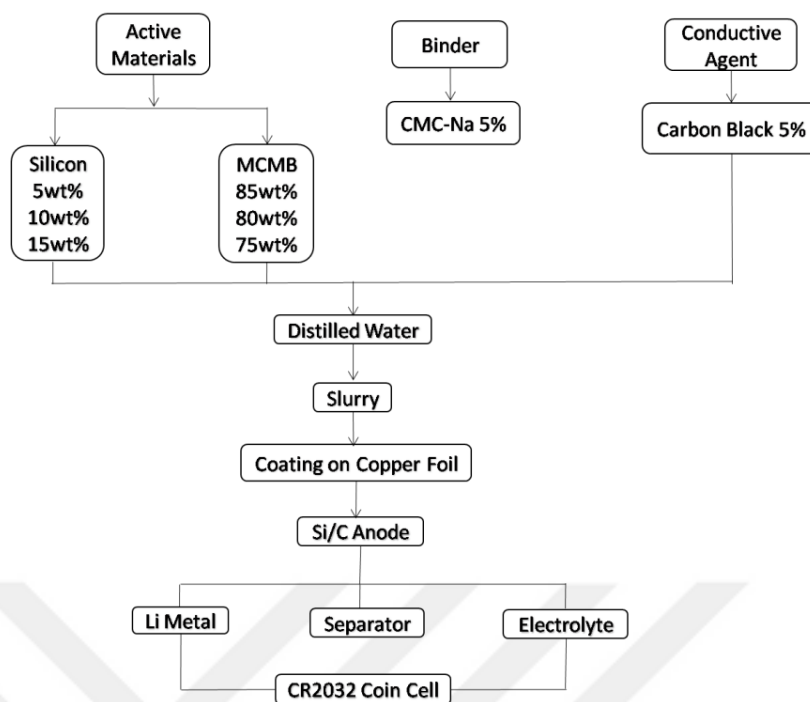 Active
Materials
Binder
Conductive
Agent
CMC-Na 5%
Carbon Black 5%
Silicon
5wt%
10wt%
15wt%
MCMB
85wt%
80wt%
75wt%
Distilled Water
Slurry
Coating on Copper Foil
Si/C Anode
Li Metal
Separator
Electrolyte
CR2032 Coin Cell